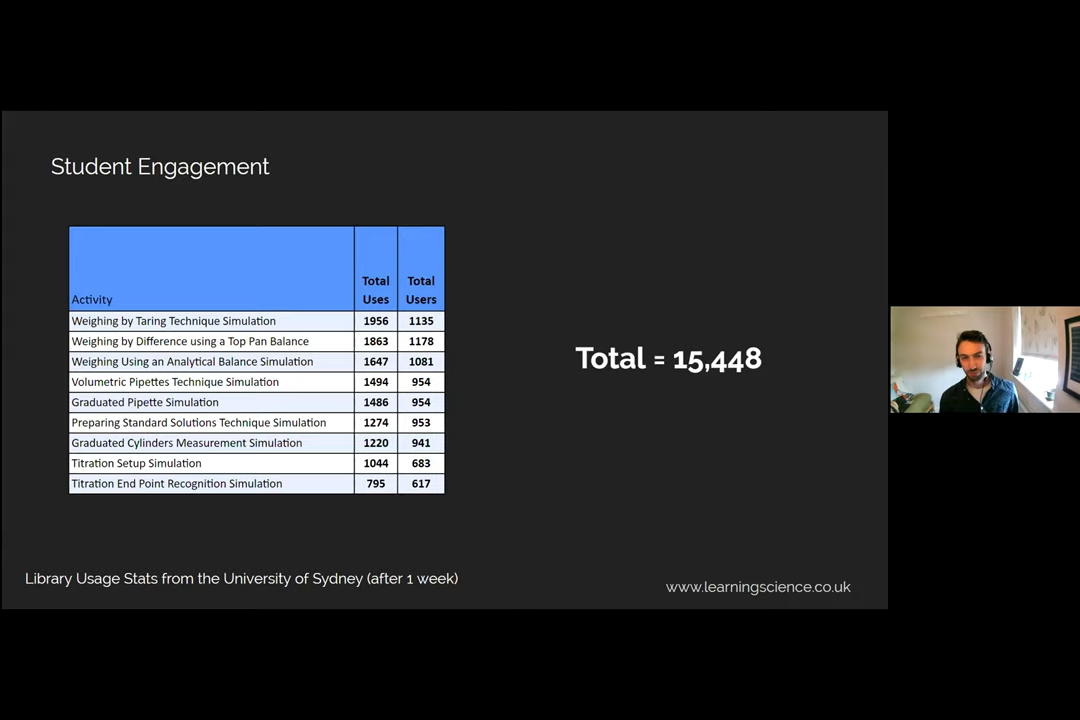 Student Engagement
Activity
Total Uses
Total Users
Weighing by Taring Technique Simulation 1956 1135
Weighing by Difference using a Top Pan Balance 1863 1178
Weighing Using an Analytical Balance Simulation 1647 1081
Volumetric Pipettes Technique Simulation 1494 954
Graduated Pipette Simulation 1486 954
Preparing Standard Solutions Technique Simulation 1274 953
Graduated Cylinders Measurement Simulation 1220 941
Titration Setup Simulation 1044 683
Titration End Point Recognition Simulation 795 617
Total = 15,448
Library Usage Stats from the University of Sydney (after 1 week)
www.learningscience.co.uk